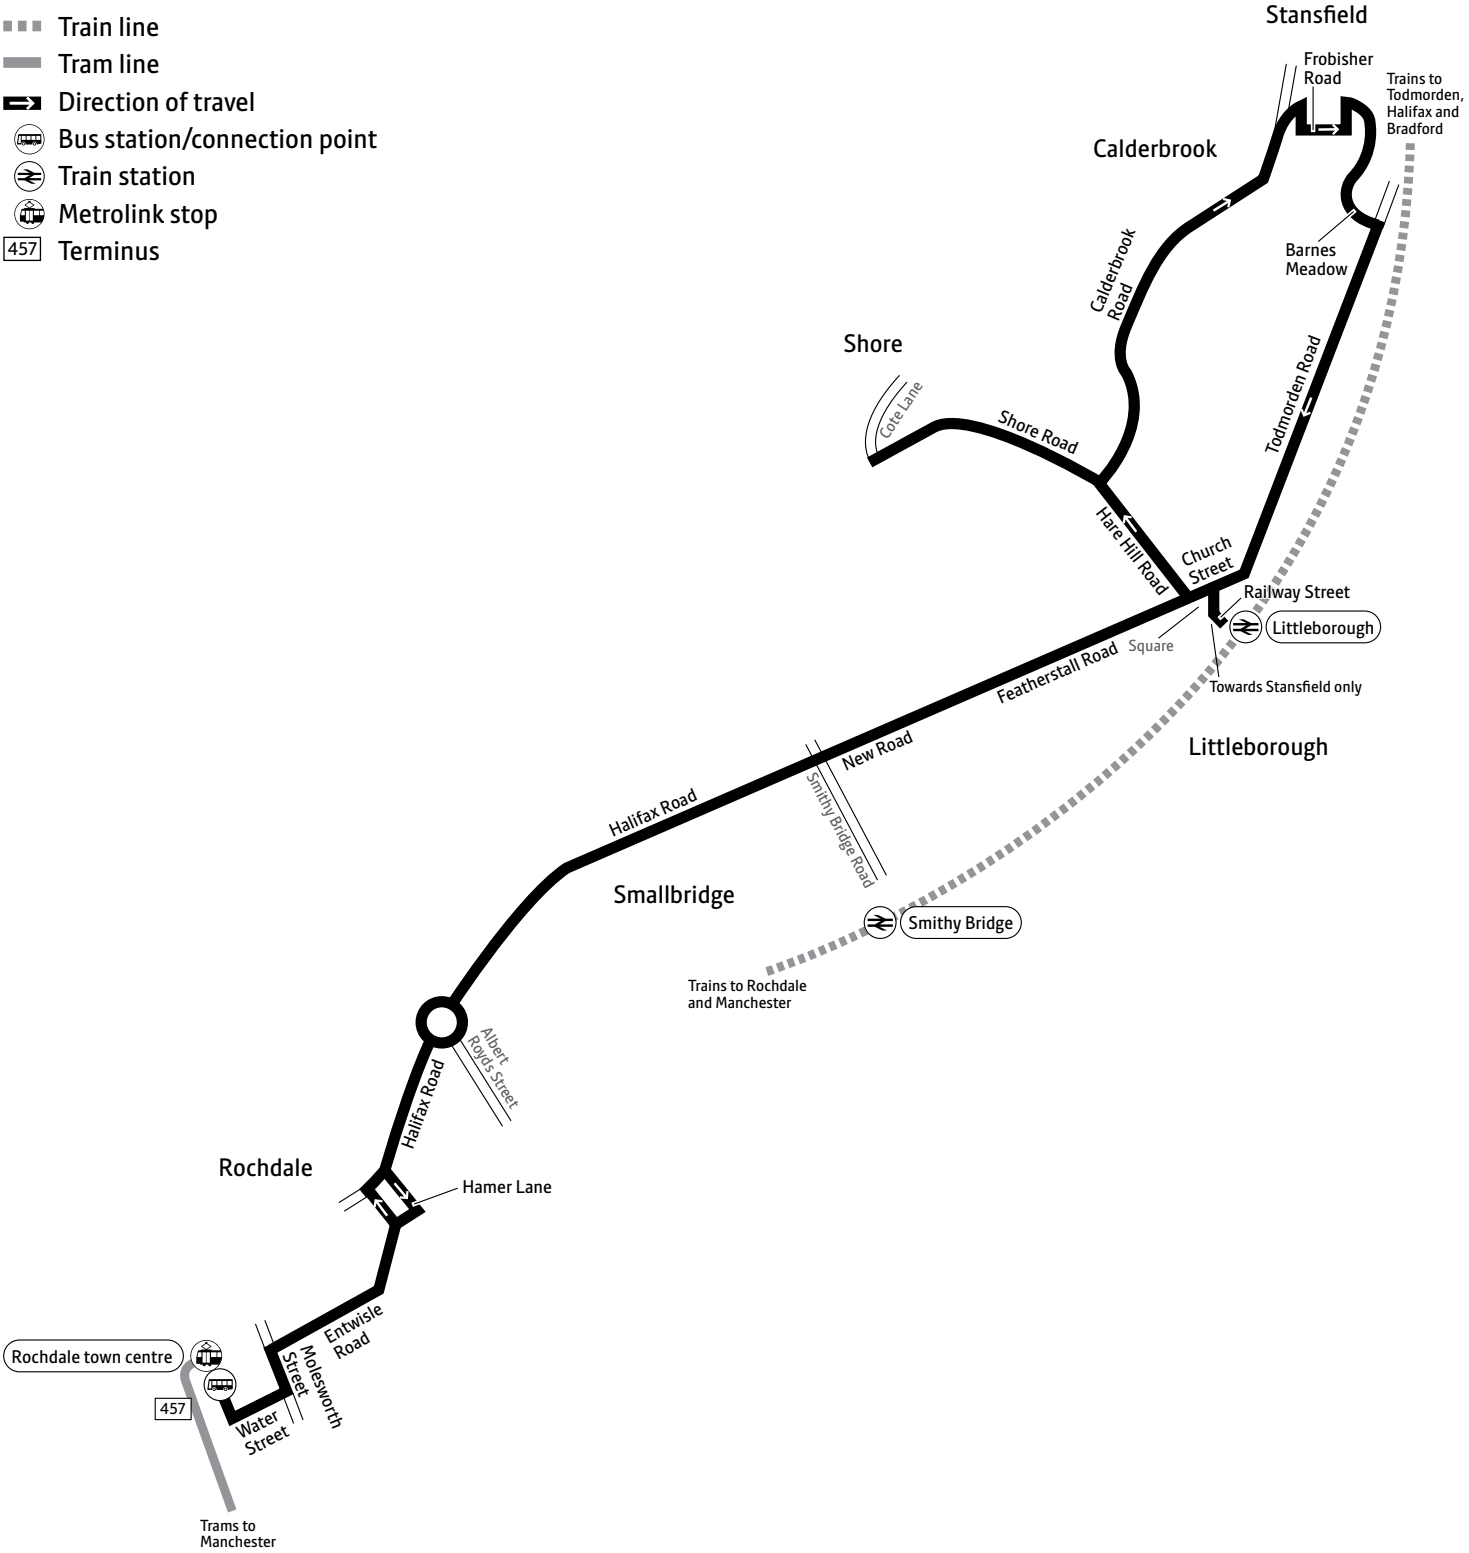 Train line
Tram line
Direction of travel
Bus station/connection point
Train station
Metrolink stop
457 Terminus
Stansfield
Frobisher
Road
Trains to
Todmorden,
Halifax and
Bradford
Calderbrook
Barnes
Meadow
Calderbrook
Road
Shore
Cote Lane
Shore Road
Todmorden Road
Hare Hill Road
Church
Street
Railway Street
Littleborough
Square
Towards Stansfield only
Featherstall Road
Littleborough
New Road
Smithy Bridge Road
Halifax Road
Smallbridge
Smithy Bridge
Trains to Rochdale
and Manchester
Albert
Royds Street
Halifax Road
Rochdale
Hamer Lane
Entwisle
Road
Molesworth
Street
Rochdale town centre
457
Water
Street
Trams to
Manchester